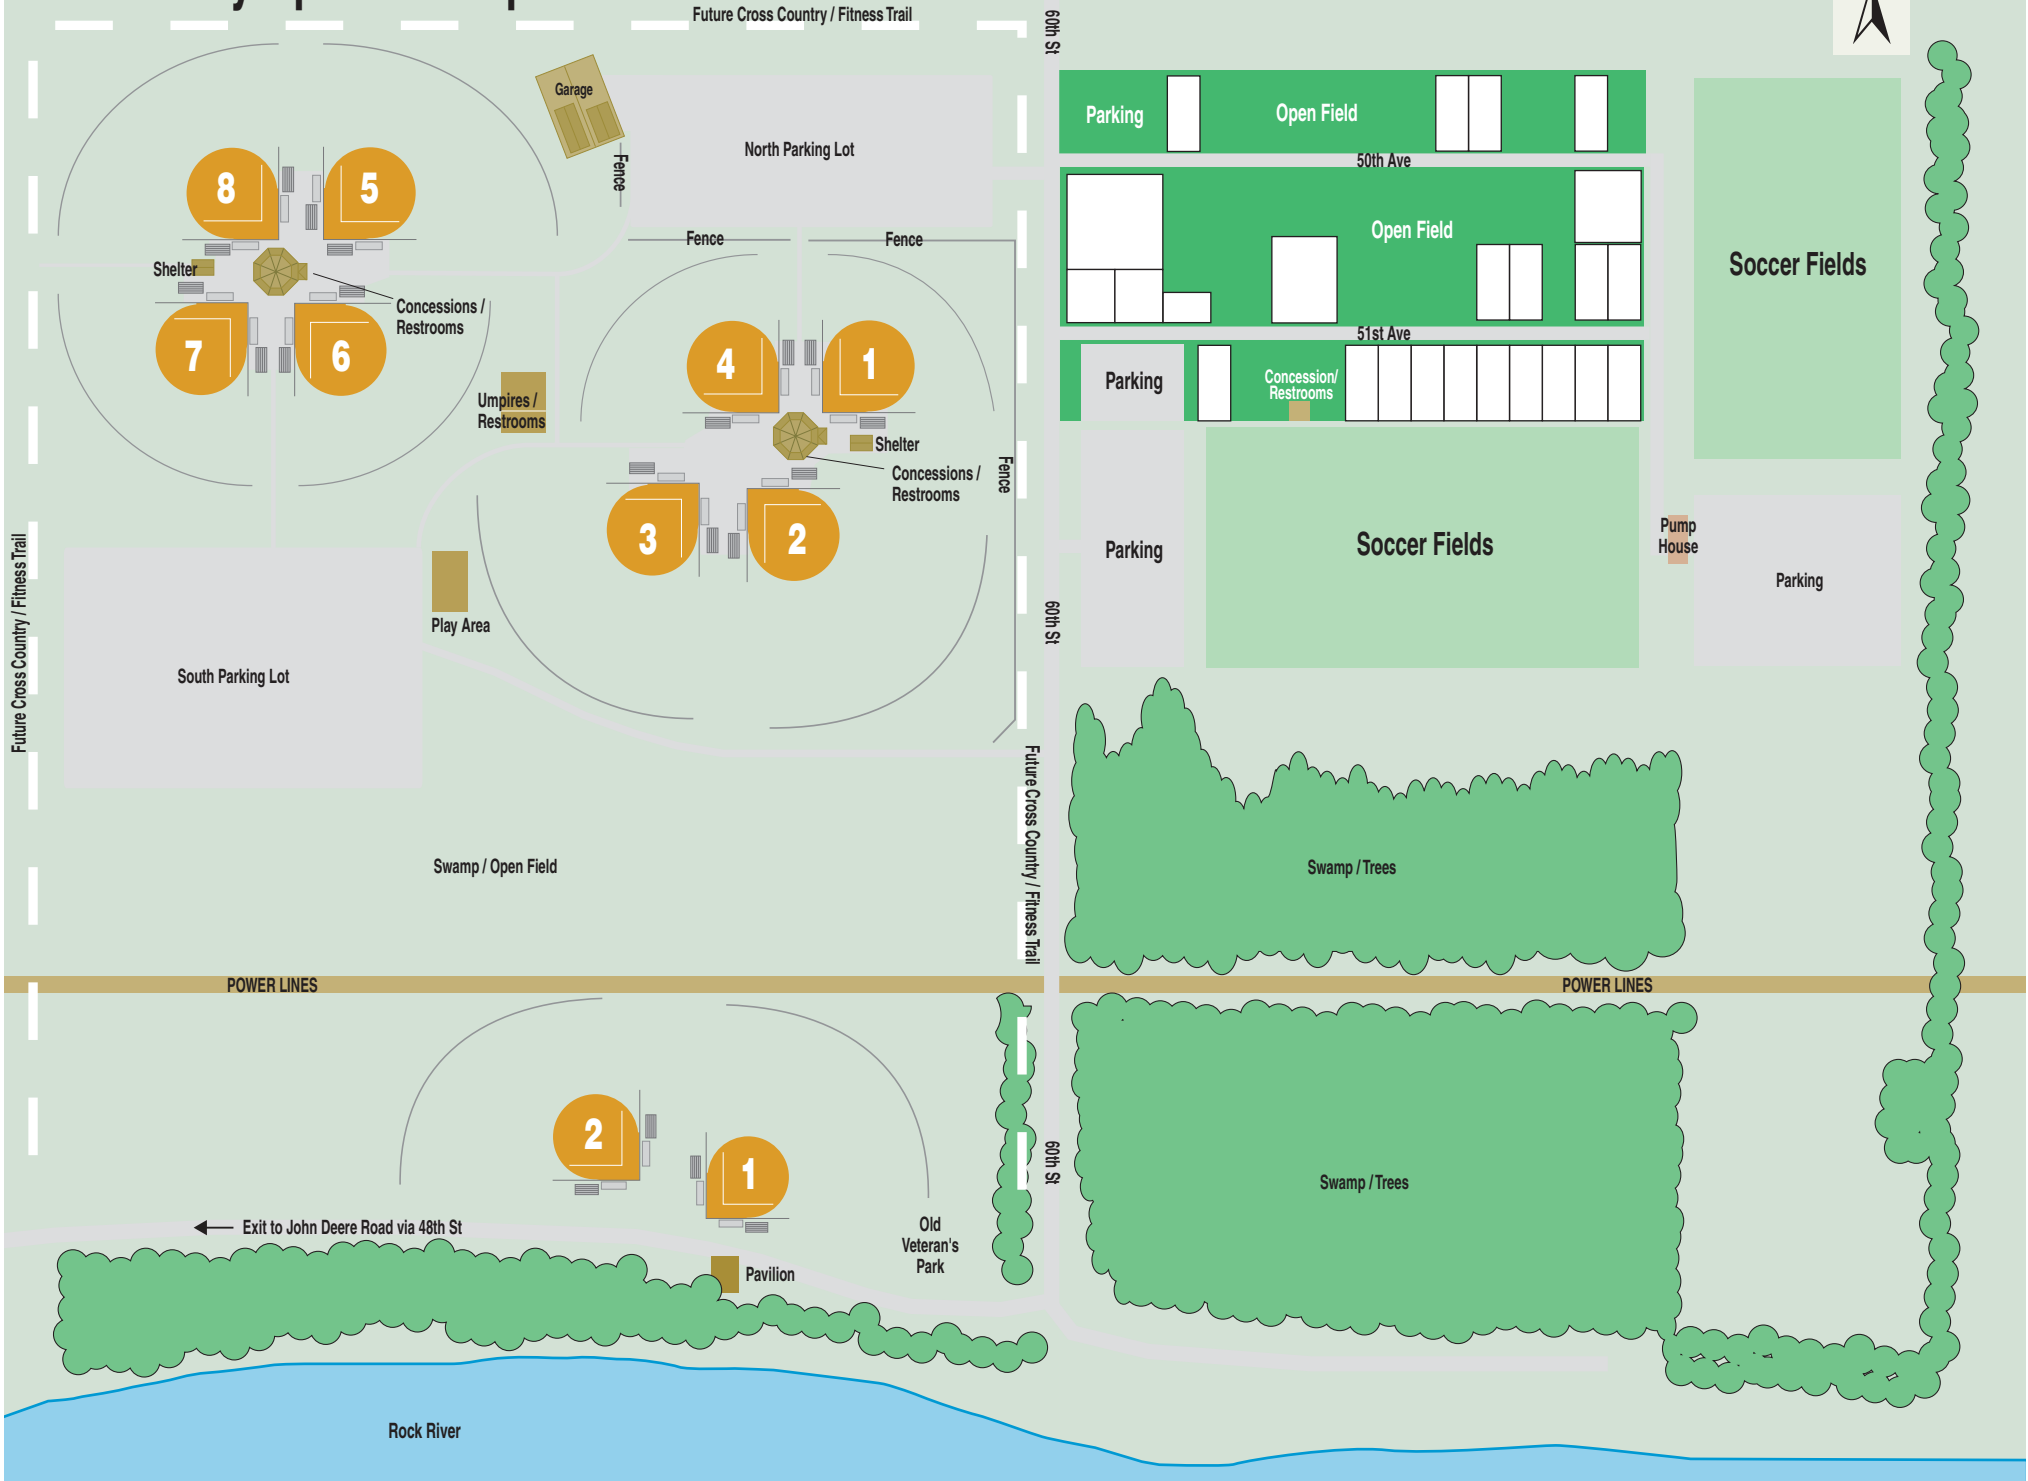 Future Cross Country / Fitness Trail
60th St
Garage
Parking
Open Field
North Parking Lot
Fence
50th Ave
8
5
Open Field
Soccer Fields
Fence
Fence
Shelter
Concessions /
Restrooms
51st Ave
7
6
4
1
Parking
Concession/
Restrooms
Umpires /
Restrooms
Shelter
Concessions /
Restrooms
Fence
3
2
Parking
Soccer Fields
Pump
House
Parking
Future Cross Country / Fitness Trail
Play Area
60th St
South Parking Lot
Future Cross Country / Fitness Trail
Swamp / Open Field
Swamp / Trees
POWER LINES
POWER LINES
2
1
60th St
Swamp / Trees
Exit to John Deere Road via 48th St
Old
Veteran's
Park
Pavilion
Rock River